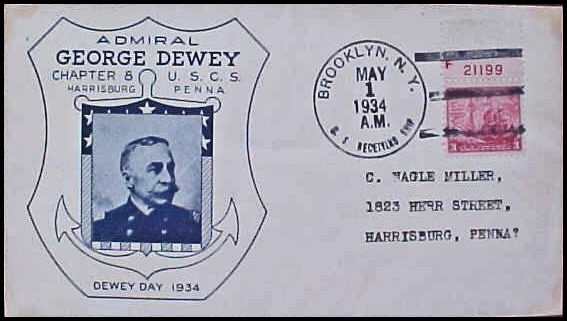 ADMIRAL
GEORGE DEWEY
CHAPTER 8 U.S.C.S.
HARRISBURG PENNA
DEWEY DAY 1934
BROOKLYN, N.Y.
MAY
1
1934
A.M.
U. S. RECEIVING SHIP
F
21199
C. NAGLE MILLER,
1823 HERR STREET,
HARRISBURG, PENNA?